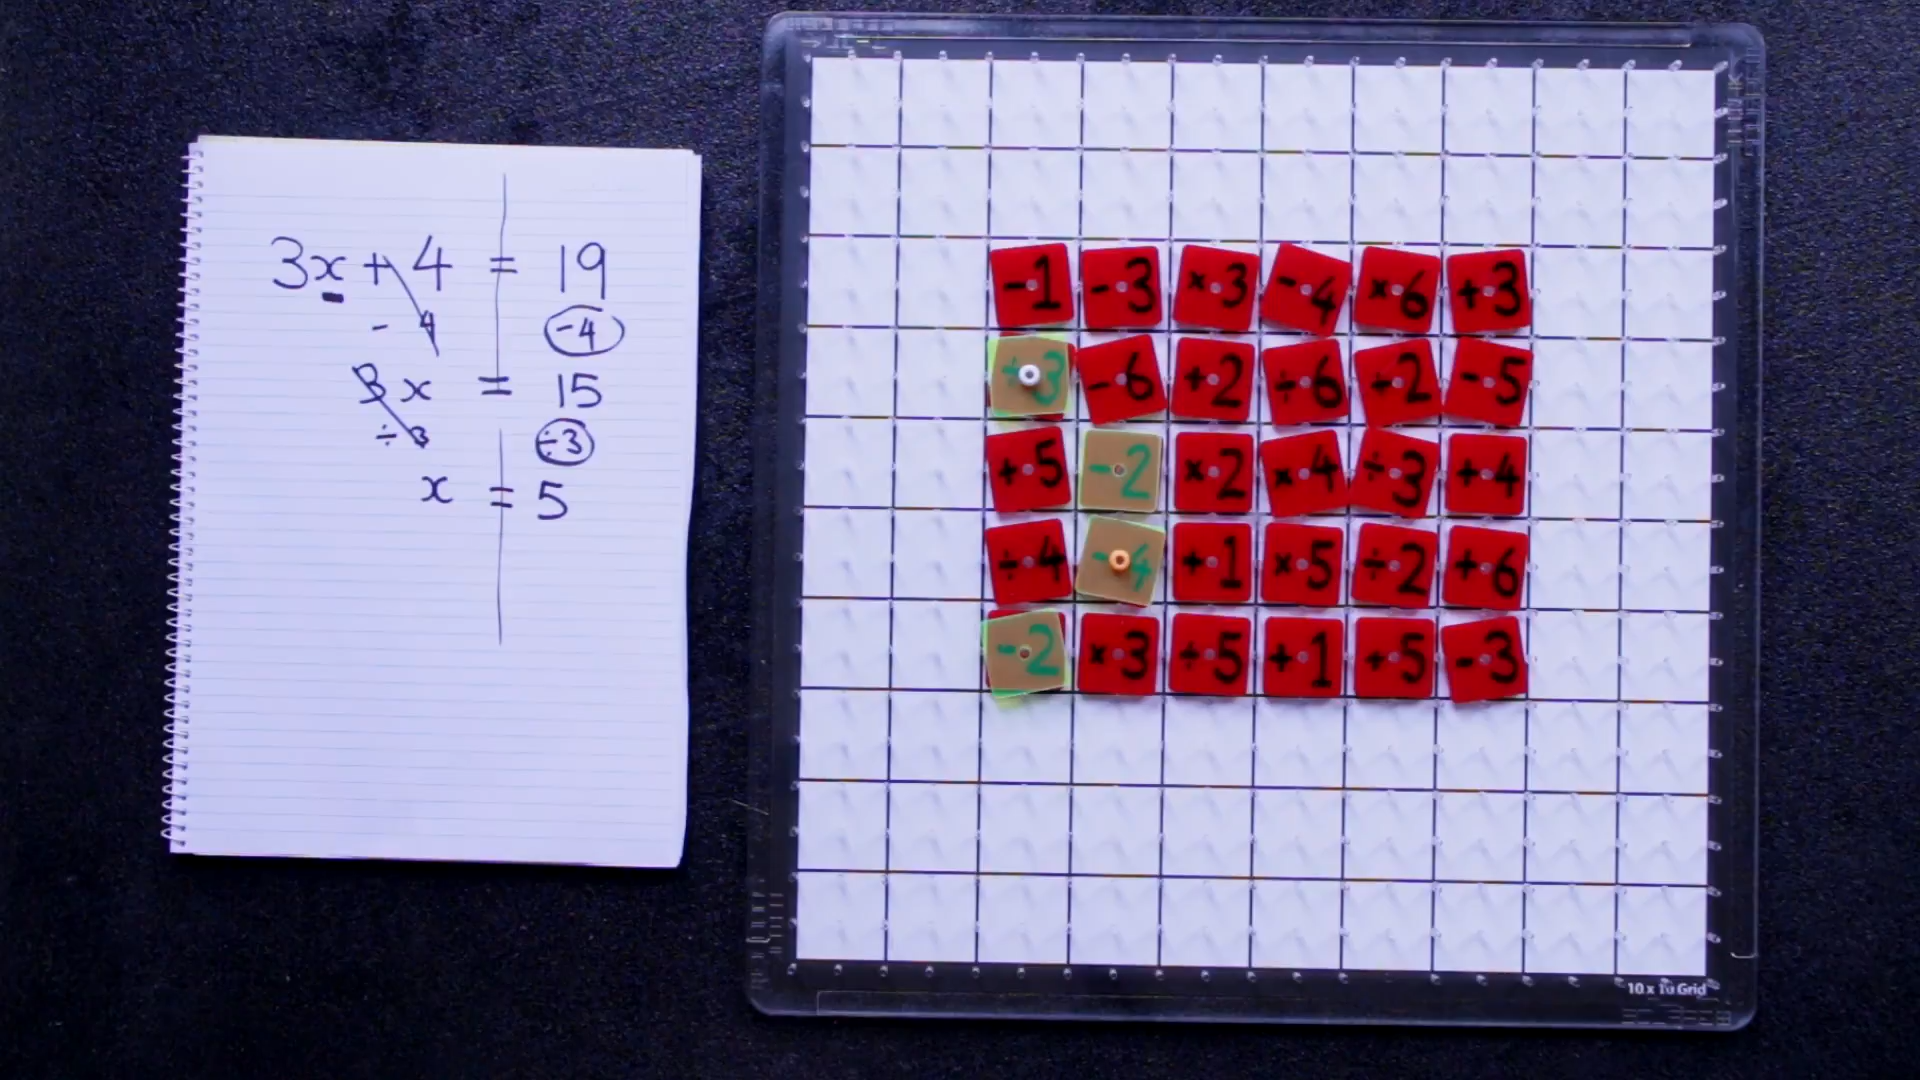 3x + 4 = 19
- 4 -4
3x = 15
÷3 ÷3
x = 5
-1 -3 ×3 -4 ×6 +3
-6 +2 ÷6 ÷2 -5
+5 -2 ×2 ×4 ÷3 +4
÷4 -4 +1 ×5 ÷2 +6
-2 ×3 ÷5 +1 +5 -3
10 x 10 Grid